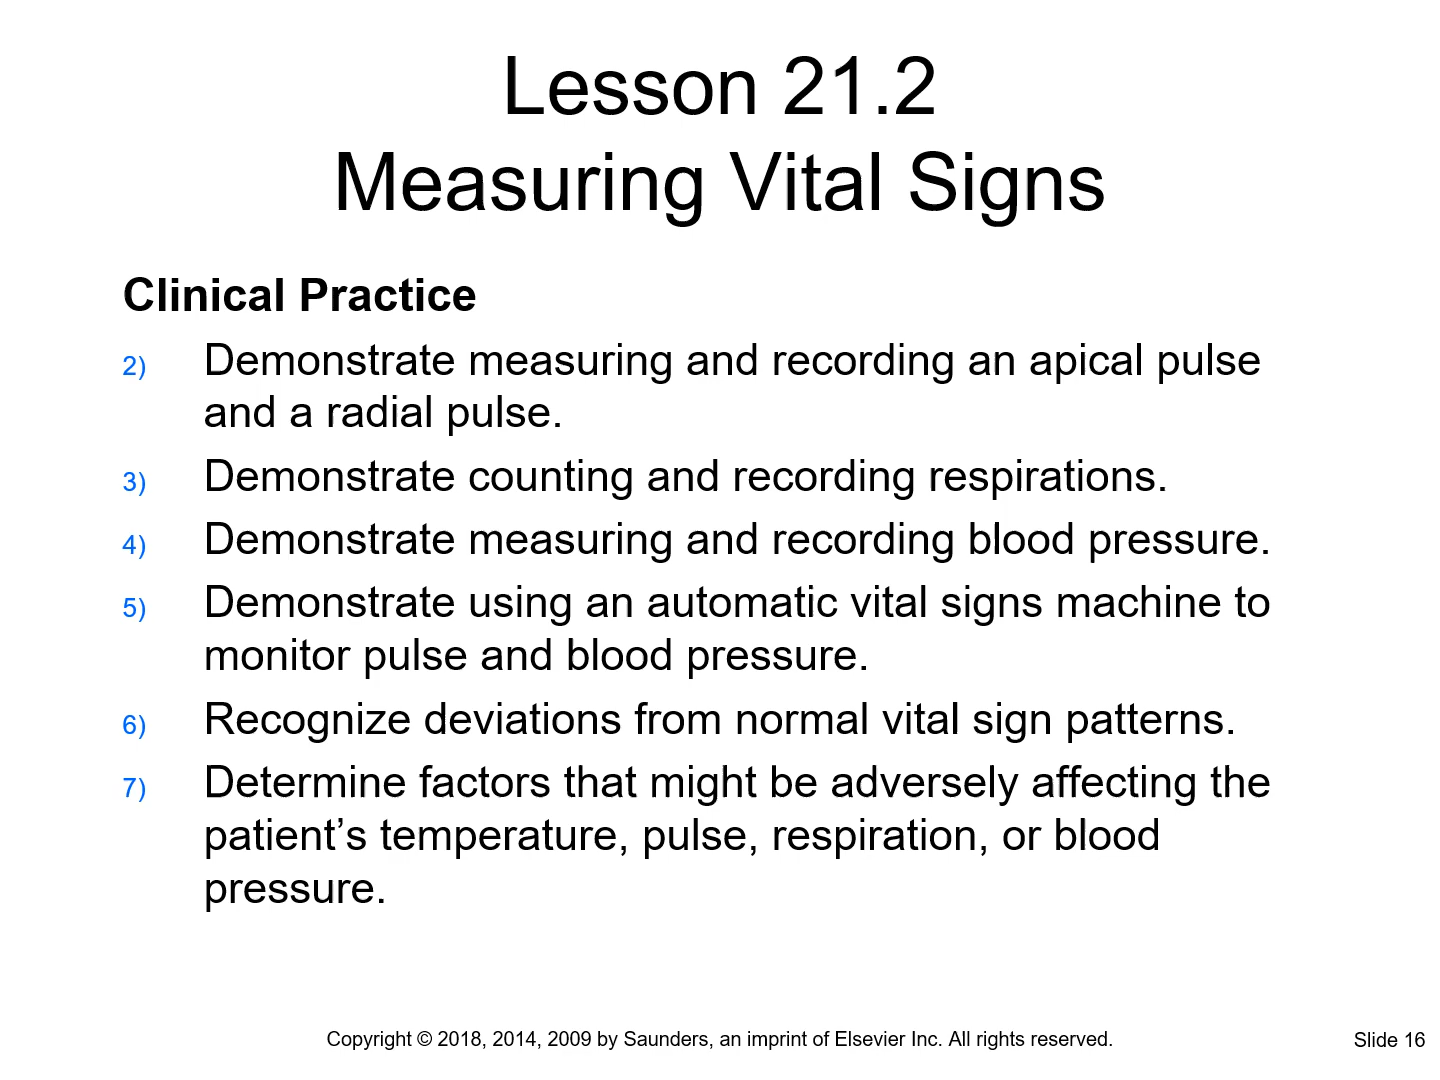 Lesson 21.2
Measuring Vital Signs
Clinical Practice
2) Demonstrate measuring and recording an apical pulse
and a radial pulse.
3) Demonstrate counting and recording respirations.
4) Demonstrate measuring and recording blood pressure.
5) Demonstrate using an automatic vital signs machine to
monitor pulse and blood pressure.
6) Recognize deviations from normal vital sign patterns.
7) Determine factors that might be adversely affecting the
patient’s temperature, pulse, respiration, or blood
pressure.
Copyright © 2018, 2014, 2009 by Saunders, an imprint of Elsevier Inc. All rights reserved.
Slide 16